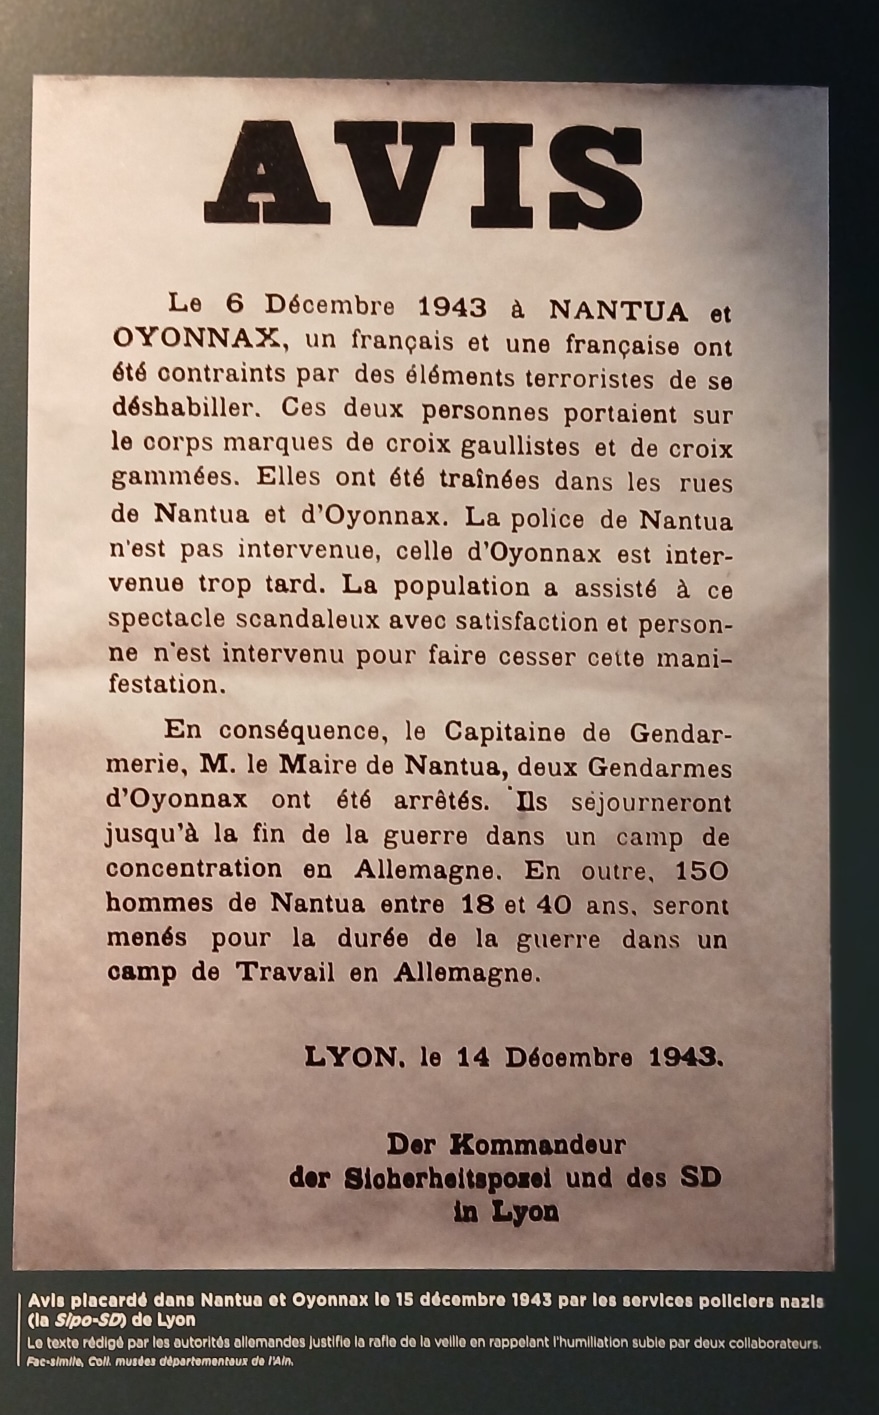 AVIS
Le 6 Décembre 1943 à NANTUA et
OYONNAX, un français et une française ont
été contraints par des éléments terroristes de se
déshabiller. Ces deux personnes portaient sur
le corps marques de croix gaullistes et de croix
gammées. Elles ont été traînées dans les rues
de Nantua et d'Oyonnax. La police de Nantua
n'est pas intervenue, celle d'Oyonnax est inter-
venue trop tard. La population a assisté à ce
spectacle scandaleux avec satisfaction et person-
ne n'est intervenu pour faire cesser cette mani-
festation.
En conséquence, le Capitaine de Gendar-
merie, M. le Maire de Nantua, deux Gendarmes
d'Oyonnax ont été arrêtés. Ils séjourneront
jusqu'à la fin de la guerre dans un camp de
concentration en Allemagne. En outre, 150
hommes de Nantua entre 18 et 40 ans, seront
menés pour la durée de la guerre dans un
camp de Travail en Allemagne.
LYON, le 14 Décembre 1943.
Der Kommandeur
der Sicherheitspozei und des SD
in Lyon
Avis placardé dans Nantua et Oyonnax le 15 décembre 1943 par les services policiers nazis
(la Sipo-SD) de Lyon
Le texte rédigé par les autorités allemandes justifie la rafle de la veille en rappelant l'humiliation subie par deux collaborateurs.
Fac-similé, Coll. musées départementaux de l'Ain.